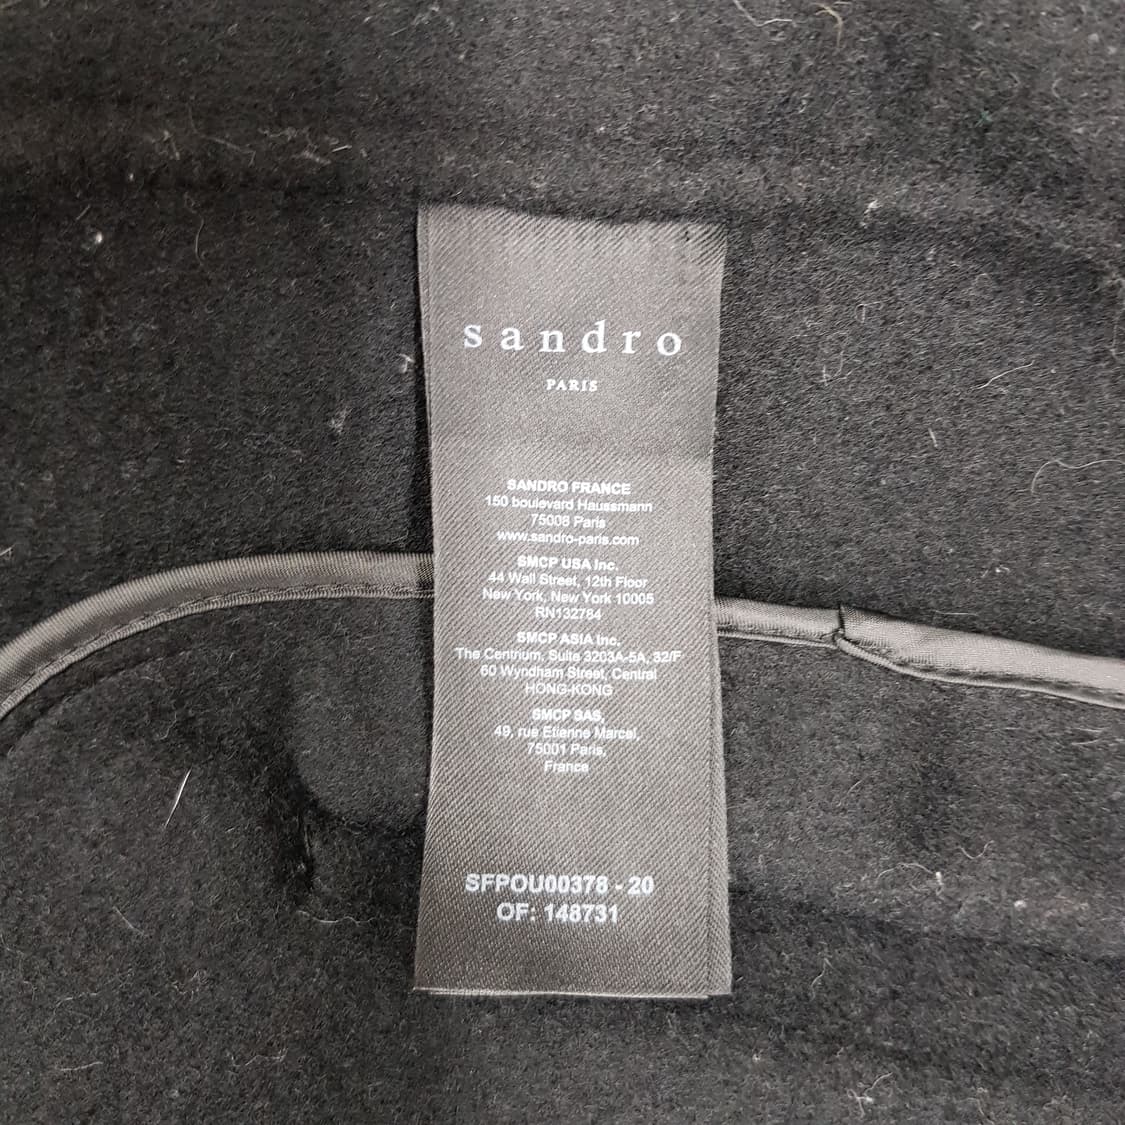 sandro
PARIS
SANDRO FRANCE
150 boulevard Haussmann
75008 Paris
www.sandro-paris.com
SMCP USA Inc.
44 Wall Street, 12th Floor
New York, New York 10005
RN132784
SMCP ASIA Inc.
The Centrium, Suite 3203A-5A, 32/F
60 Wyndham Street, Central
HONG-KONG
SMCP SAS,
49, rue Etienne Marcel,
75001 Paris,
France
SFPOU00378 - 20
OF: 148731